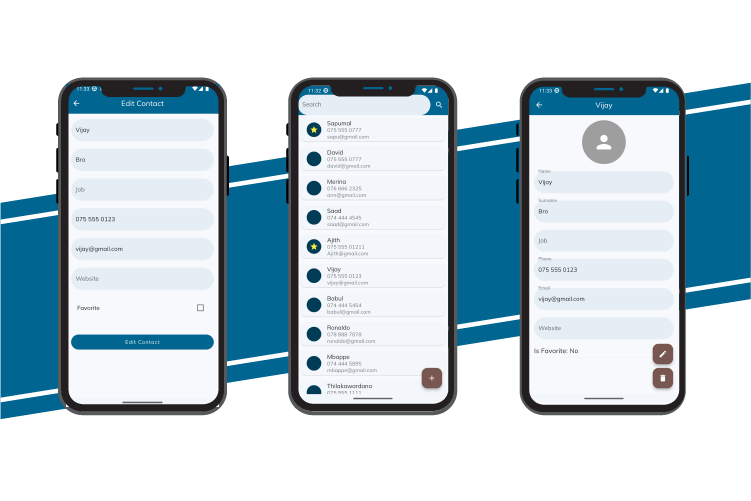 11:33
Edit Contact
Vijay
Bro
Job
075 555 0123
vijay@gmail.com
Website
Favorite
Edit Contact
11:32
Search
Sapumal
075 555 0777
sapu@gmail.com
David
075 555 0777
david@gmail.com
Merina
076 666 2325
ann@gmail.com
Saad
074 444 4545
saad@gmail.com
Ajith
075 555 01211
Ajith@gmail.com
Vijay
075 555 0123
vijay@gmail.com
Babul
074 444 5454
babul@gmail.com
Ronaldo
078 888 7878
ronaldo@gmail.com
Mbappe
074 444 5895
mbappe@gmail.com
Thilakawardana
075 555 1111
11:33
Vijay
Name
Vijay
Surname
Bro
Job
Phone
075 555 0123
Email
vijay@gmail.com
Website
Is Favorite: No